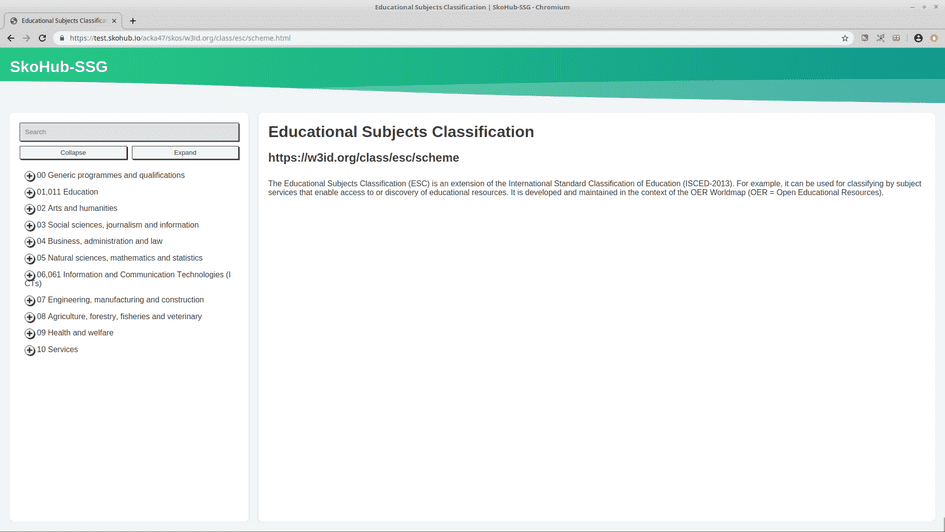 Educational Subjects Classification | SkoHub-SSG - Chromium
Educational Subjects Classific
https://test.skohub.io/acka47/skos/w3id.org/class/esc/scheme.html
SkoHub-SSG
Search
Collapse Expand
00 Generic programmes and qualifications
01,011 Education
02 Arts and humanities
03 Social sciences, journalism and information
04 Business, administration and law
05 Natural sciences, mathematics and statistics
06,061 Information and Communication Technologies (I
CTs)
07 Engineering, manufacturing and construction
08 Agriculture, forestry, fisheries and veterinary
09 Health and welfare
10 Services
Educational Subjects Classification
https://w3id.org/class/esc/scheme
The Educational Subjects Classification (ESC) is an extension of the International Standard Classification of Education (ISCED-2013). For example, it can be used for classifying by subject
services that enable access to or discovery of educational resources. It is developed and maintained in the context of the OER Worldmap (OER = Open Educational Resources).